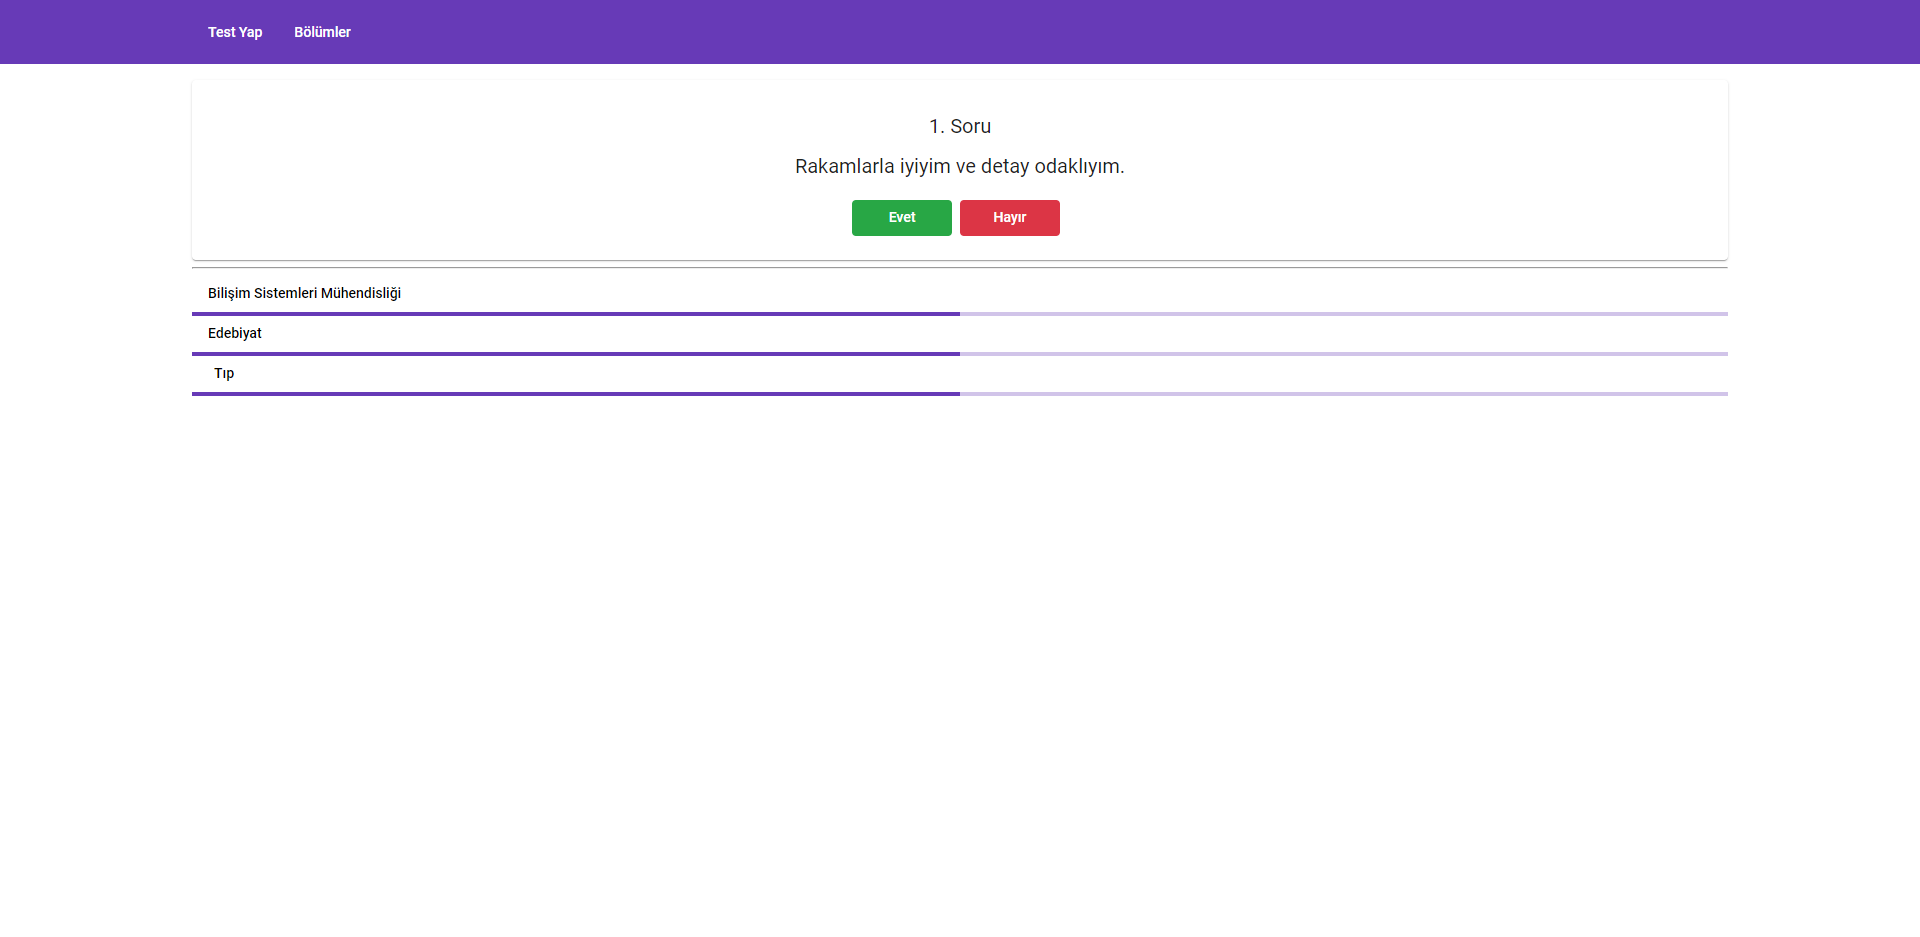 Test Yap Bölümler
1. Soru
Rakamlarla iyiyim ve detay odaklıyım.
Evet Hayır
Bilişim Sistemleri Mühendisliği
Edebiyat
Tıp